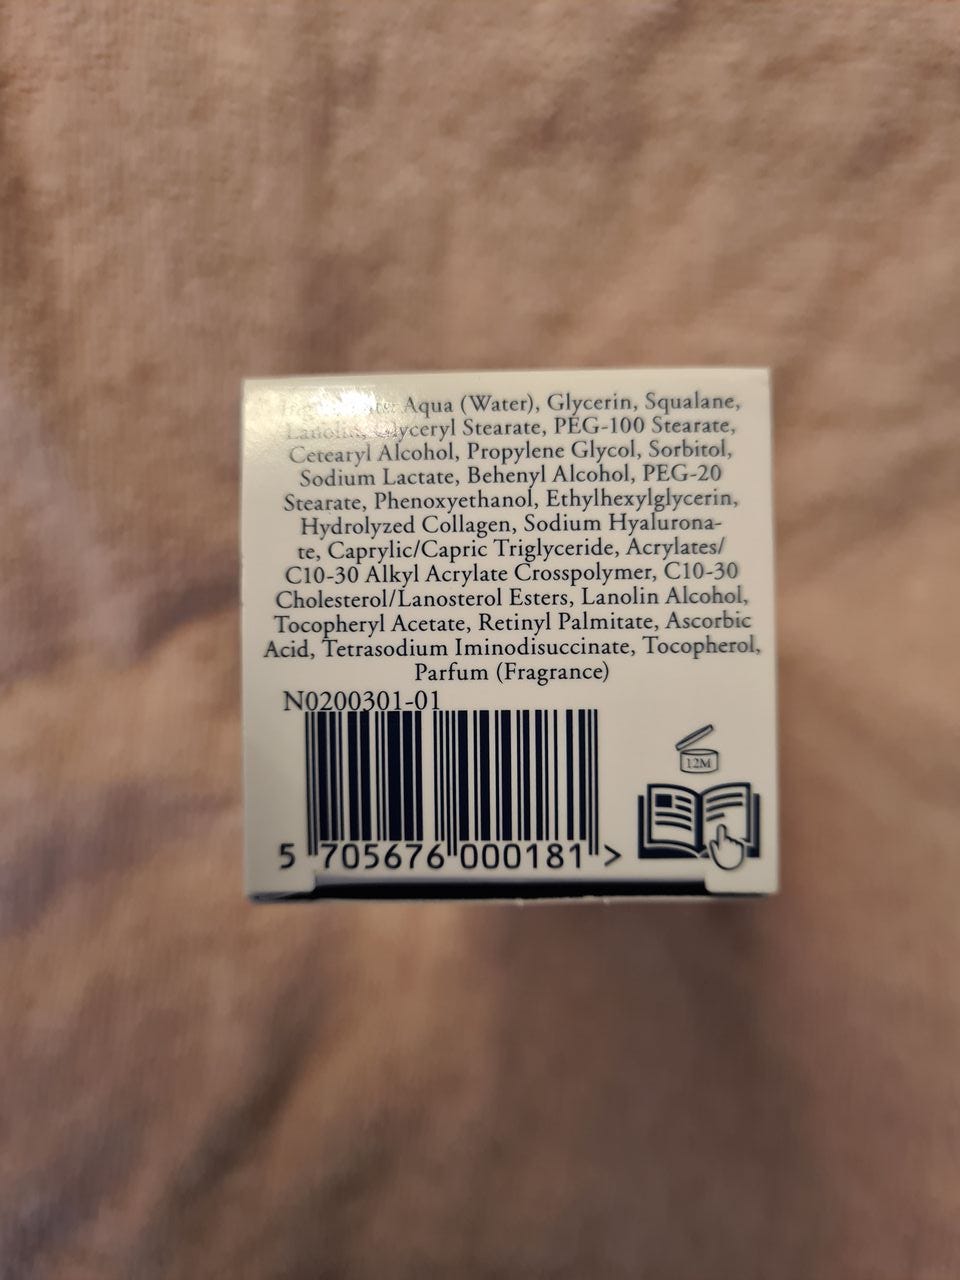 Aqua (Water), Glycerin, Squalane,
Lanolin, Glyceryl Stearate, PEG-100 Stearate,
Cetearyl Alcohol, Propylene Glycol, Sorbitol,
Sodium Lactate, Behenyl Alcohol, PEG-20
Stearate, Phenoxyethanol, Ethylhexylglycerin,
Hydrolyzed Collagen, Sodium Hyalurona-
te, Caprylic/Capric Triglyceride, Acrylates/
C10-30 Alkyl Acrylate Crosspolymer, C10-30
Cholesterol/Lanosterol Esters, Lanolin Alcohol,
Tocopheryl Acetate, Retinyl Palmitate, Ascorbic
Acid, Tetrasodium Iminodisuccinate, Tocopherol,
Parfum (Fragrance)
N0200301-01
12M
5 705676 000181 >